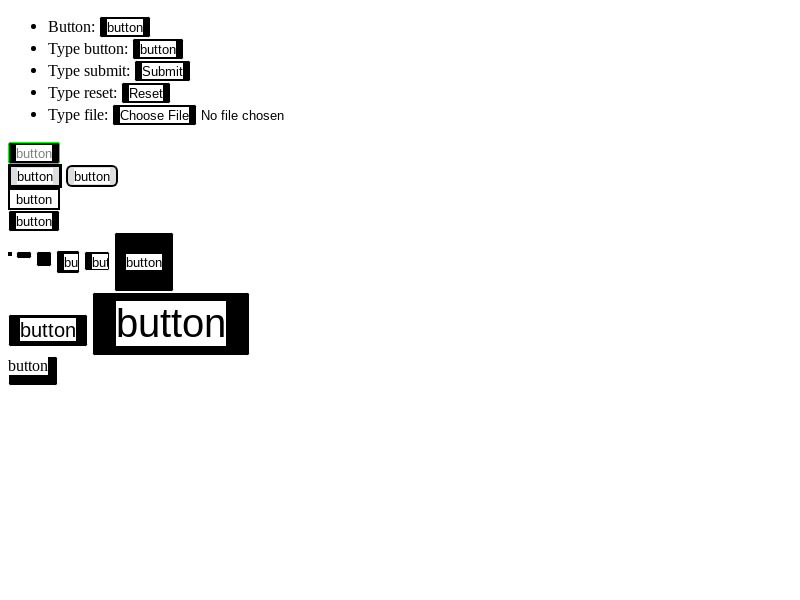 Button: button
Type button: button
Type submit: Submit
Type reset: Reset
Type file: Choose File No file chosen
button
button button
button
button
bu but button
button button
button